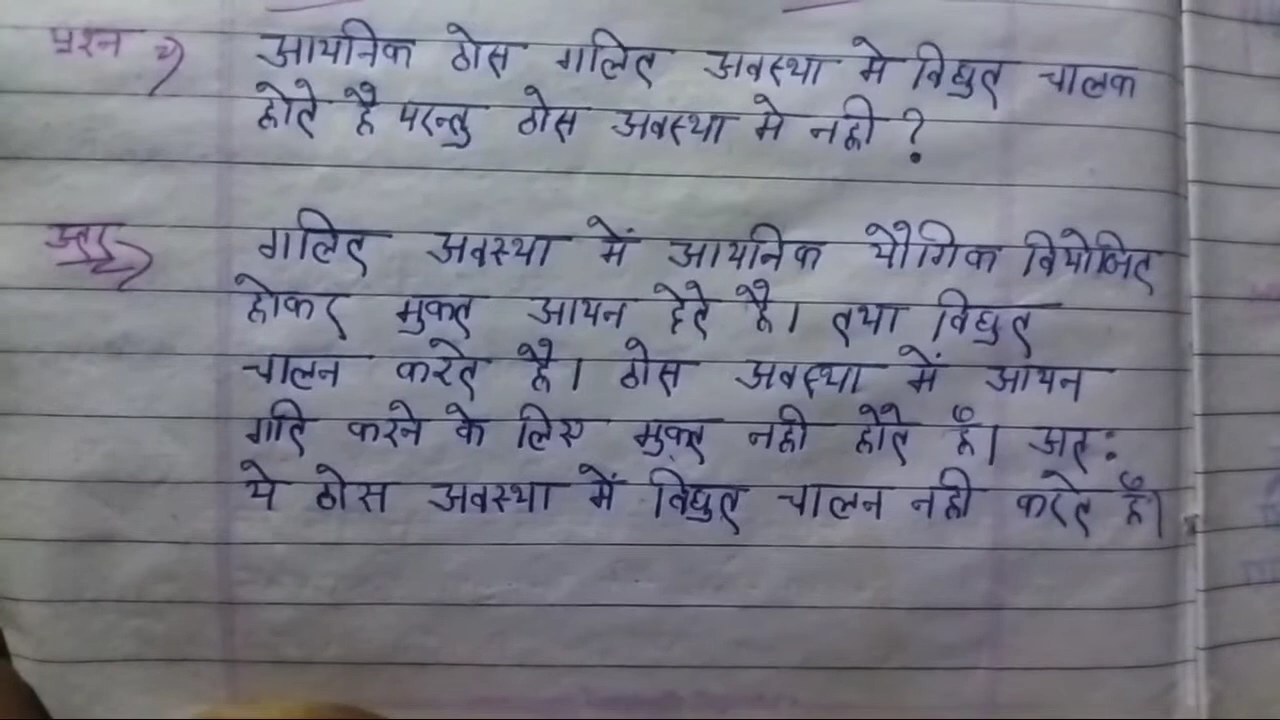 प्रश्न → आयनिक ठोस गलित अवस्था मे विद्युत चालक
होते है परन्तु ठोस अवस्था मे नही ?
गलित अवस्था में आयनिक यौगिक वियोजित
होकर मुक्त आयन देते है। तथा विद्युत
चालन करते है। ठोस अवस्था में आयन
गति करने के लिए मुक्त नही होते हैं। अत:
ये ठोस अवस्था में विद्युत चालन नही करते हैं।